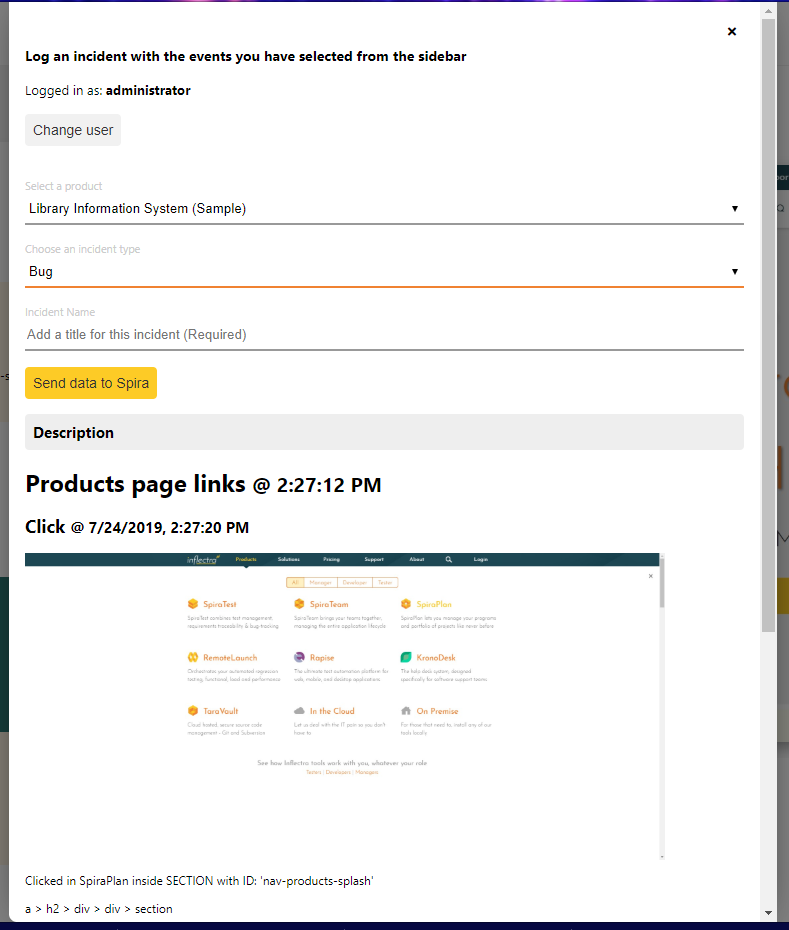 ×
Log an incident with the events you have selected from the sidebar
Logged in as: administrator
Change user
Select a product
Library Information System (Sample)
Choose an incident type
Bug
Incident Name
Add a title for this incident (Required)
Send data to Spira
Description
Products page links @ 2:27:12 PM
Click @ 7/24/2019, 2:27:20 PM
inflectra Products Solutions Pricing Support About Login
All Manager Developer Tester
SpiraTest SpiraTeam SpiraPlan
SpiraTest combines test management, SpiraTeam brings your teams together, SpiraPlan lets you manage your programs
requirements traceability & bug-tracking managing the entire application lifecycle and portfolio of projects like never before
RemoteLaunch Rapise KronoDesk
Orchestrates your automated regression The ultimate test automation platform for The help desk system, designed
testing, functional, load and performance web, mobile, and desktop applications. specifically for software support teams.
TaraVault In the Cloud On Premise
Cloud hosted, secure source code Let us deal with the IT pain so you don't For those that need to, install any of our
management - Git and Subversion have to tools locally
See how Inflectra tools work with you, whatever your role
Testers | Developers | Managers
Clicked in SpiraPlan inside SECTION with ID: 'nav-products-splash'
a > h2 > div > div > section